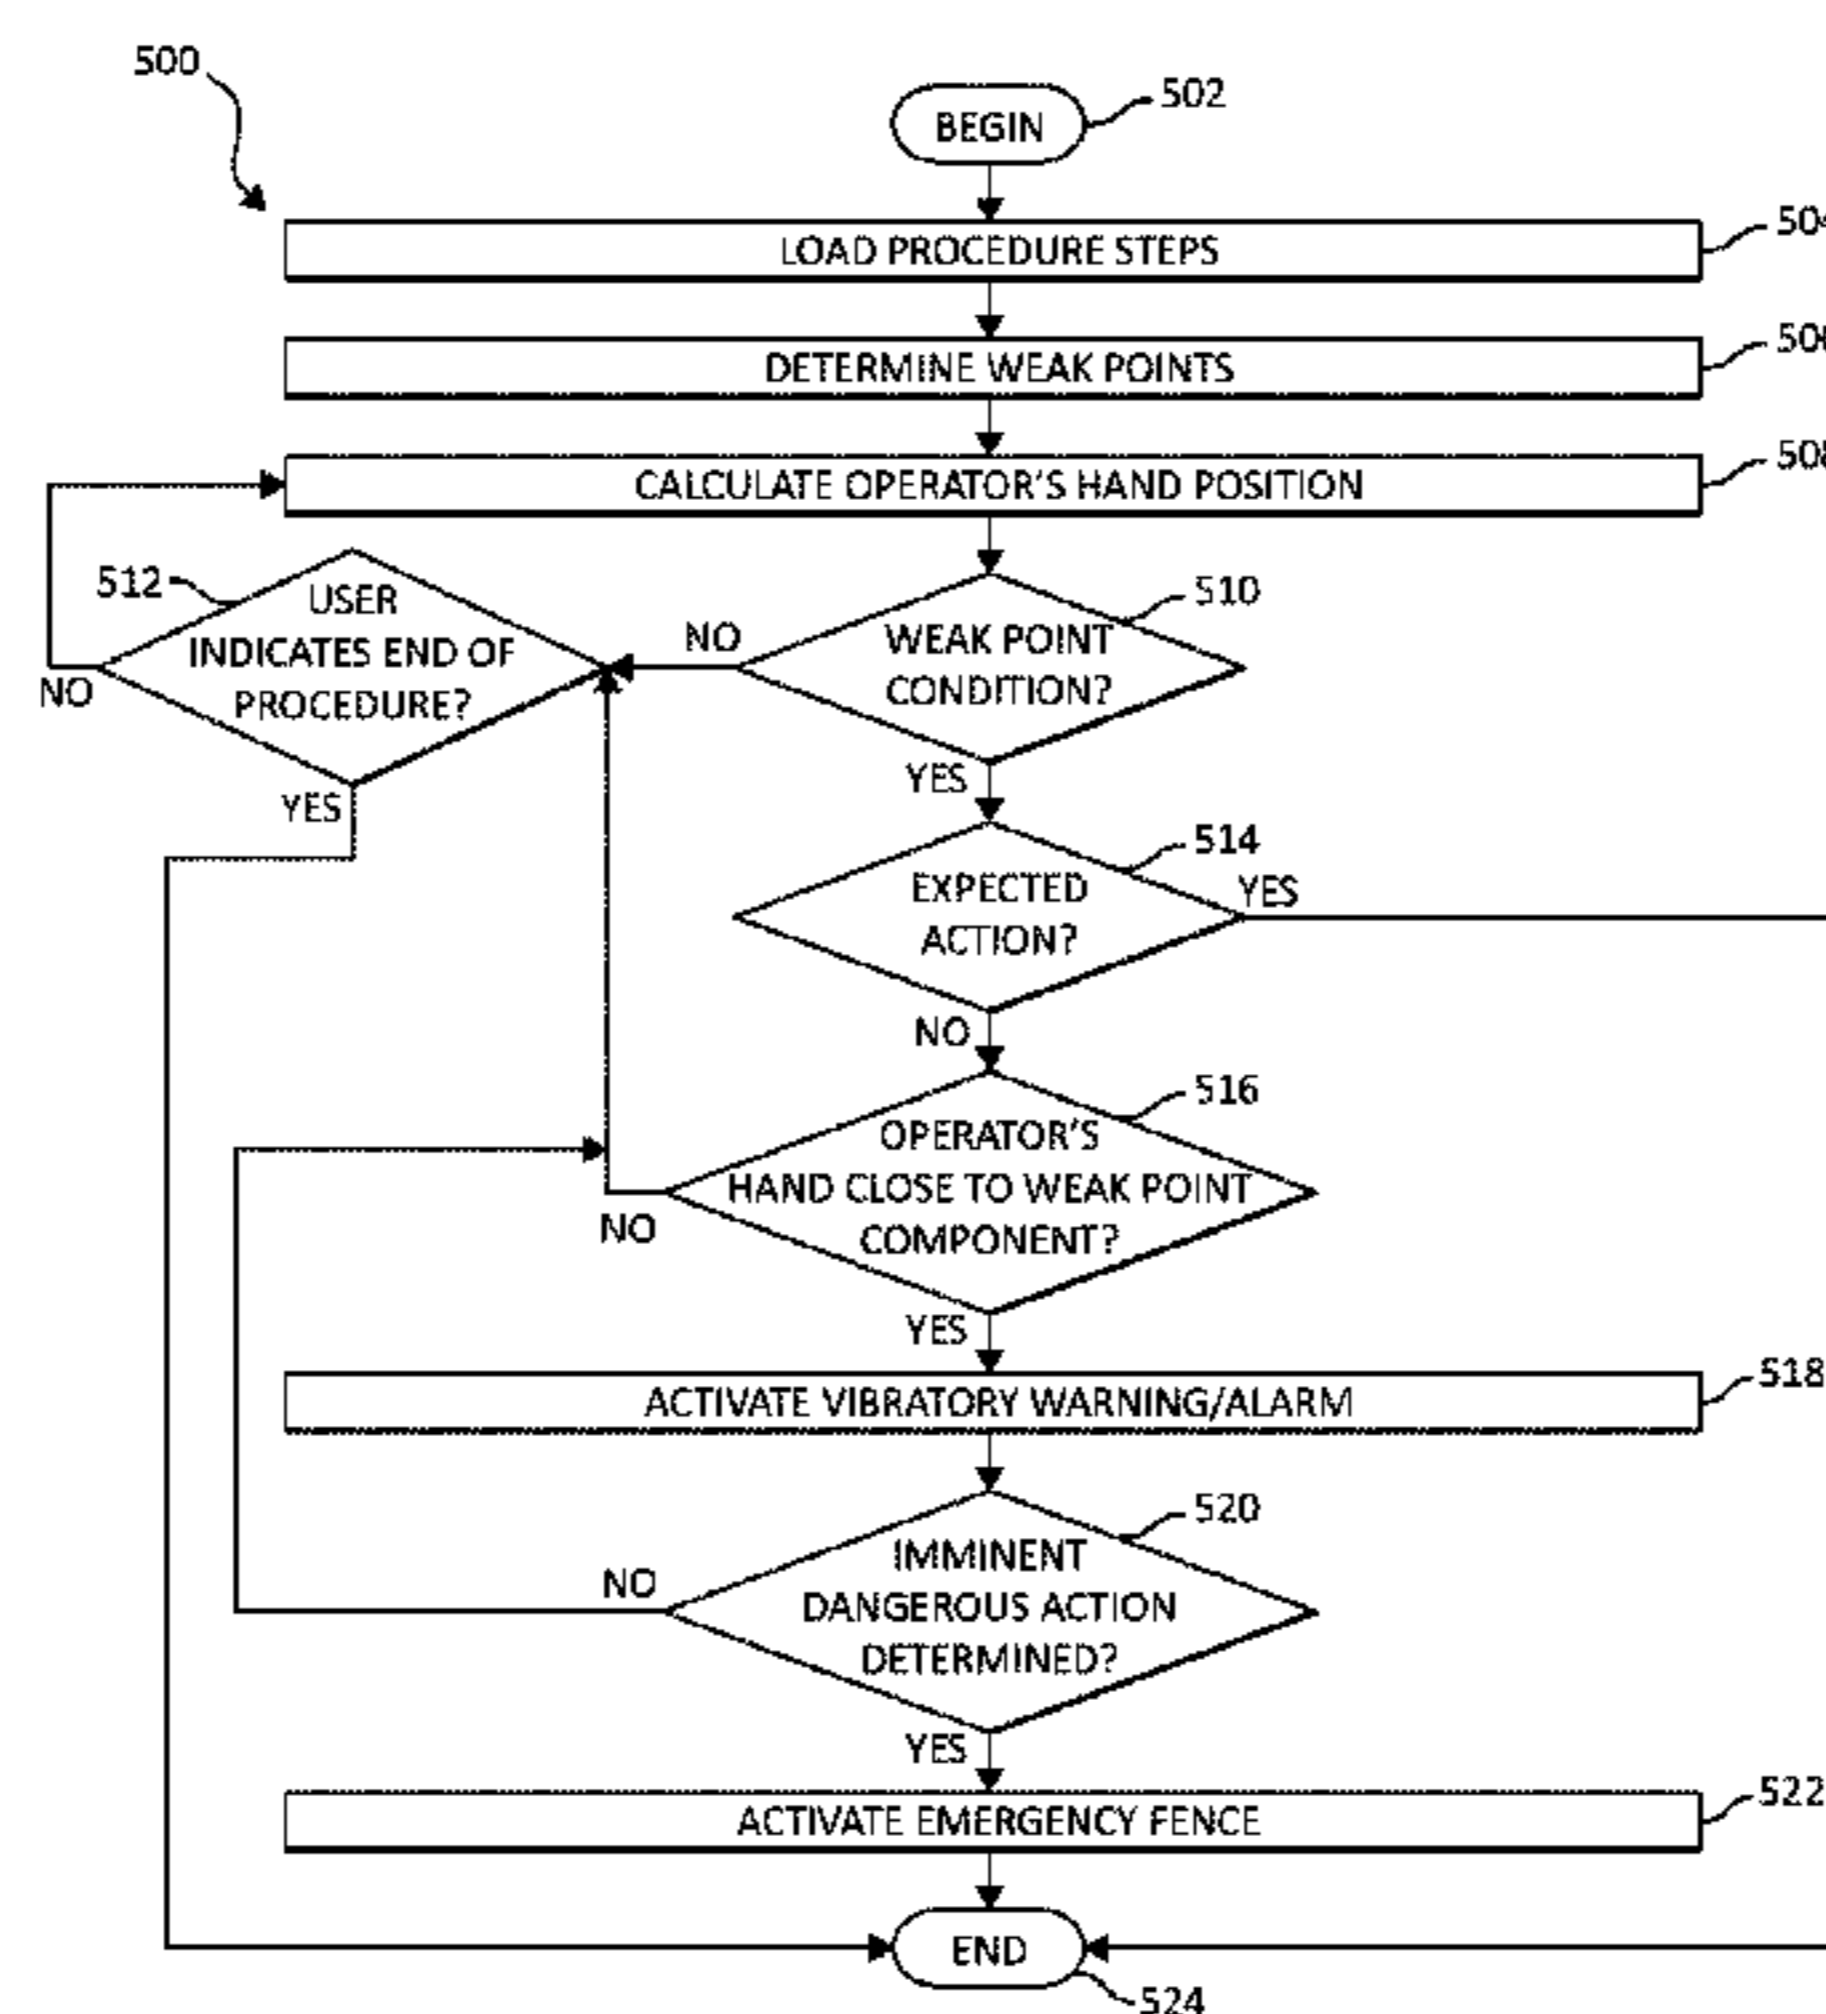 500
BEGIN
502
LOAD PROCEDURE STEPS
504
DETERMINE WEAK POINTS
506
CALCULATE OPERATOR'S HAND POSITION
508
512
USER
INDICATES END OF
PROCEDURE?
NO
YES
NO
510
WEAK POINT
CONDITION?
YES
514
EXPECTED
ACTION?
YES
NO
516
OPERATOR'S
HAND CLOSE TO WEAK POINT
COMPONENT?
NO
YES
ACTIVATE VIBRATORY WARNING/ALARM
518
520
IMMINENT
DANGEROUS ACTION
DETERMINED?
NO
YES
ACTIVATE EMERGENCY FENCE
522
END
524